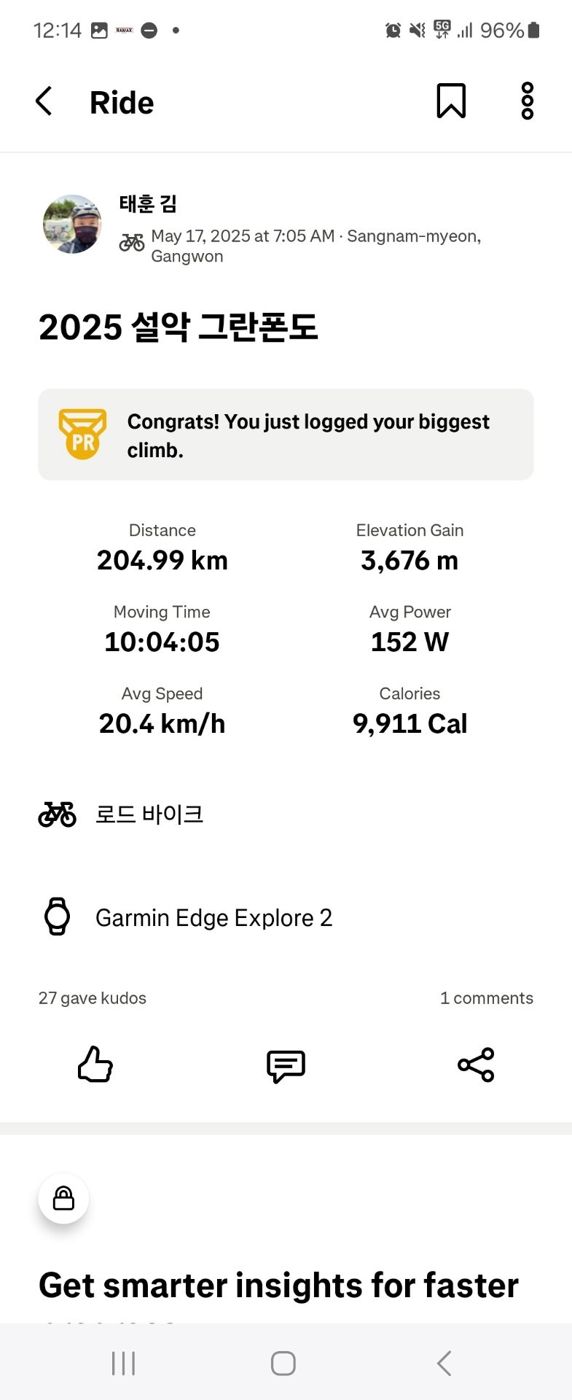 12:14 5G 96%
Ride
태훈 김
May 17, 2025 at 7:05 AM · Sangnam-myeon,
Gangwon
2025 설악 그란폰도
PR
Congrats! You just logged your biggest
climb.
Distance Elevation Gain
204.99 km 3,676 m
Moving Time Avg Power
10:04:05 152 W
Avg Speed Calories
20.4 km/h 9,911 Cal
로드 바이크
Garmin Edge Explore 2
27 gave kudos 1 comments
Get smarter insights for faster